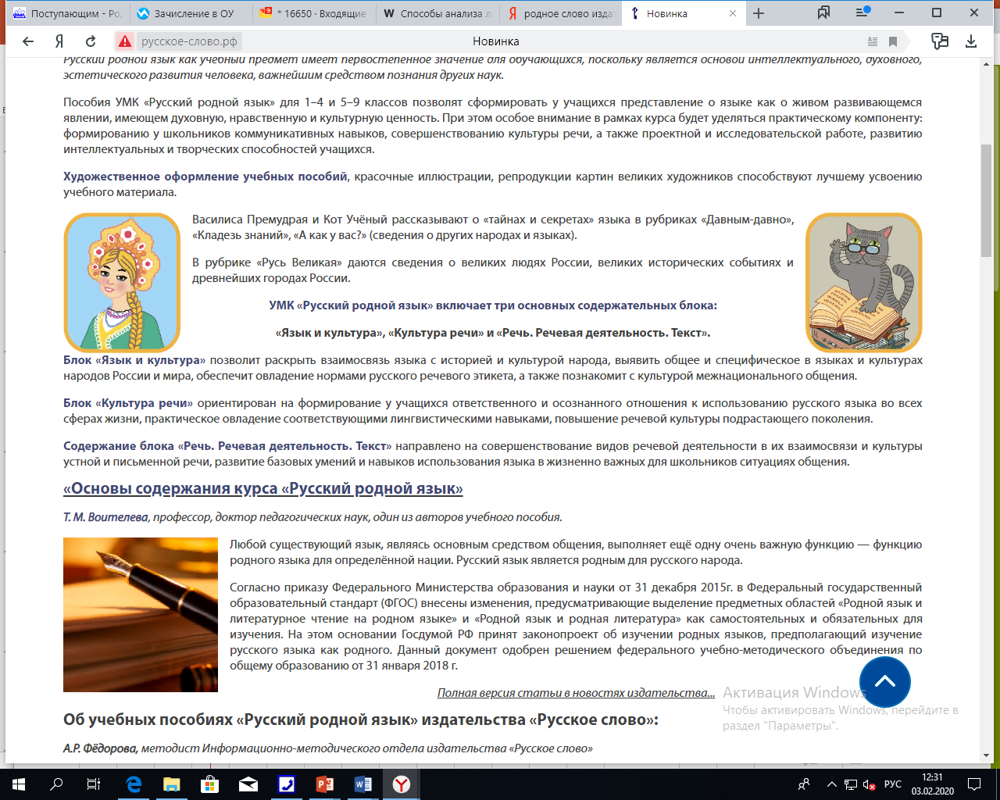 Поступающим - Ро
Зачисление в ОУ
* 16650 · Входящие
Способы анализа л
родное слово изда
Новинка
русское-слово.рф
Новинка
Русский родной язык как учебный предмет имеет первостепенное значение для обучающихся, поскольку является основой интеллектуального, духовного,
эстетического развития человека, важнейшим средством познания других наук.
Пособия УМК «Русский родной язык» для 1–4 и 5–9 классов позволят сформировать у учащихся представление о языке как о живом развивающемся
явлении, имеющем духовную, нравственную и культурную ценность. При этом особое внимание в рамках курса будет уделяться практическому компоненту:
формированию у школьников коммуникативных навыков, совершенствованию культуры речи, а также проектной и исследовательской работе, развитию
интеллектуальных и творческих способностей учащихся.
Художественное оформление учебных пособий, красочные иллюстрации, репродукции картин великих художников способствуют лучшему усвоению
учебного материала.
Василиса Премудрая и Кот Учёный рассказывают о «тайнах и секретах» языка в рубриках «Давным-давно»,
«Кладезь знаний», «А как у вас?» (сведения о других народах и языках).
В рубрике «Русь Великая» даются сведения о великих людях России, великих исторических событиях и
древнейших городах России.
УМК «Русский родной язык» включает три основных содержательных блока:
«Язык и культура», «Культура речи» и «Речь. Речевая деятельность. Текст».
Блок «Язык и культура» позволит раскрыть взаимосвязь языка с историей и культурой народа, выявить общее и специфическое в языках и культурах
народов России и мира, обеспечит овладение нормами русского речевого этикета, а также познакомит с культурой межнационального общения.
Блок «Культура речи» ориентирован на формирование у учащихся ответственного и осознанного отношения к использованию русского языка во всех
сферах жизни, практическое овладение соответствующими лингвистическими навыками, повышение речевой культуры подрастающего поколения.
Содержание блока «Речь. Речевая деятельность. Текст» направлено на совершенствование видов речевой деятельности в их взаимосвязи и культуры
устной и письменной речи, развитие базовых умений и навыков использования языка в жизненно важных для школьников ситуациях общения.
«Основы содержания курса «Русский родной язык»
Т. М. Воителева, профессор, доктор педагогических наук, один из авторов учебного пособия.
Любой существующий язык, являясь основным средством общения, выполняет ещё одну очень важную функцию — функцию
родного языка для определённой нации. Русский язык является родным для русского народа.
Согласно приказу Федерального Министерства образования и науки от 31 декабря 2015г. в Федеральный государственный
образовательный стандарт (ФГОС) внесены изменения, предусматривающие выделение предметных областей «Родной язык и
литературное чтение на родном языке» и «Родной язык и родная литература» как самостоятельных и обязательных для
изучения. На этом основании Госдумой РФ принят законопроект об изучении родных языков, предполагающий изучение
русского языка как родного. Данный документ одобрен решением федерального учебно-методического объединения по
общему образованию от 31 января 2018 г.
Полная версия статьи в новостях издательства...
Активация Windows
Чтобы активировать Windows, перейдите в
раздел "Параметры".
Об учебных пособиях «Русский родной язык» издательства «Русское слово»:
А.Р. Фёдорова, методист Информационно-методического отдела издательства «Русское слово»
РУС
12:31
03.02.2020